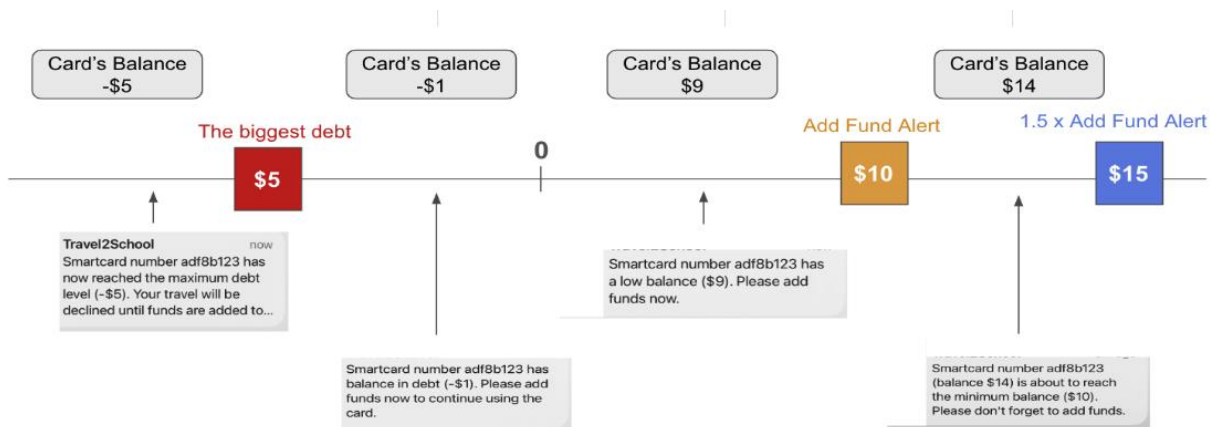 Card's Balance
-$5
Card's Balance
-$1
Card's Balance
$9
Card's Balance
$14
The biggest debt
$5
0
Add Fund Alert
$10
1.5 x Add Fund Alert
$15
Travel2School now
Smartcard number adf8b123 has
now reached the maximum debt
level (-$5). Your travel will be
declined until funds are added to...
Smartcard number adf8b123 has
balance in debt (-$1). Please add
funds now to continue using the
card.
Smartcard number adf8b123 has
a low balance ($9). Please add
funds now.
Smartcard number adf8b123
(balance $14) is about to reach
the minimum balance ($10).
Please don't forget to add funds.